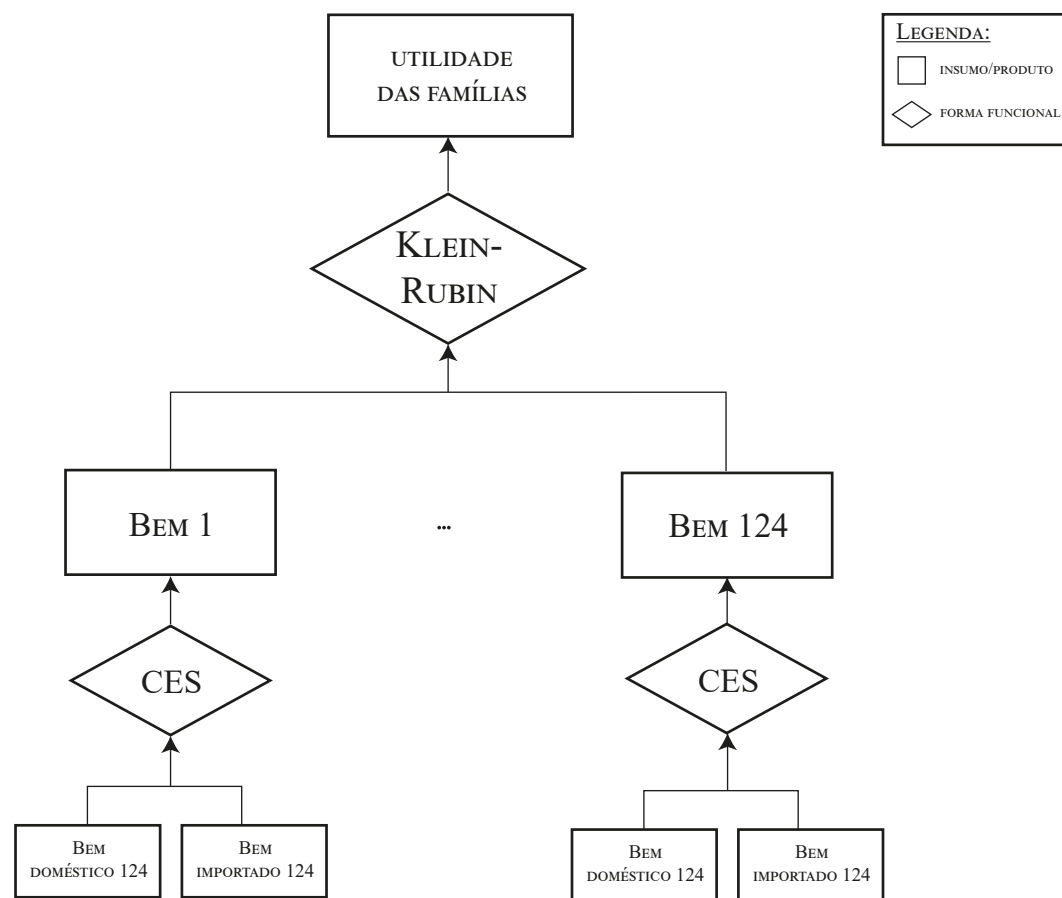 UTILIDADE
DAS FAMÍLIAS
LEGENDA:
INSUMO/PRODUTO
FORMA FUNCIONAL
KLEIN-
RUBIN
BEM 1
...
BEM 124
CES
CES
BEM
DOMÉSTICO 124
BEM
IMPORTADO 124
BEM
DOMÉSTICO 124
BEM
IMPORTADO 124